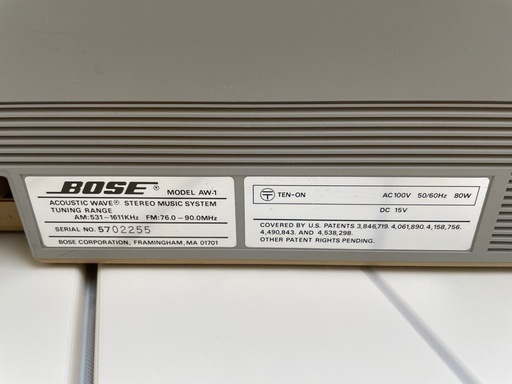 BOSE® MODEL AW-1
ACOUSTIC WAVE® STEREO MUSIC SYSTEM
TUNING RANGE
AM:531-1611KHz FM:76.0-90.0MHz
SERIAL NO. 5702255
BOSE CORPORATION, FRAMINGHAM, MA 01701
TEN-ON AC 100V 50/60Hz 80W
DC 15V
COVERED BY U.S. PATENTS 3,846,719. 4,061,890. 4,158,756.
4,490,843. AND 4,538,298.
OTHER PATENT RIGHTS PENDING.